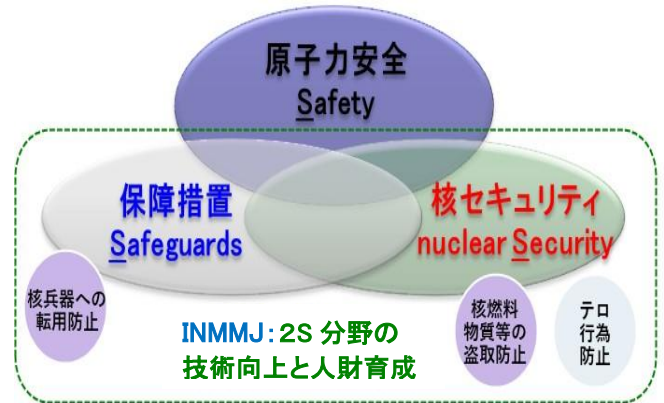 原子力安全
Safety
保障措置
Safeguards
核セキュリティ
nuclear Security
核兵器への
転用防止
INMMJ:2S 分野の
技術向上と人財育成
核燃料
物質等の
盗取防止
テロ
行為
防止